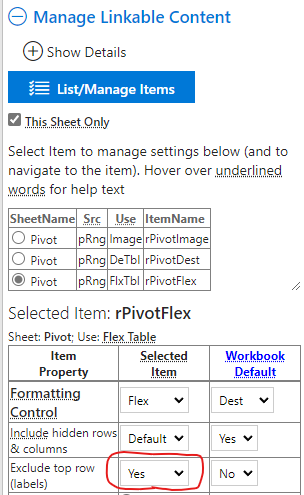 Manage Linkable Content
Show Details
List/Manage Items
This Sheet Only
Select Item to manage settings below (and to
navigate to the item). Hover over underlined
words for help text
SheetName Src Use ItemName
Pivot pRng Image rPivotImage
Pivot pRng DeTbl rPivotDest
Pivot pRng FlxTbl rPivotFlex
Selected Item: rPivotFlex
Sheet: Pivot; Use: Flex Table
Item Selected Workbook
Property Item Default
Formatting
Control Flex Dest
Include hidden rows
& columns Default Yes
Exclude top row
(labels) Yes No